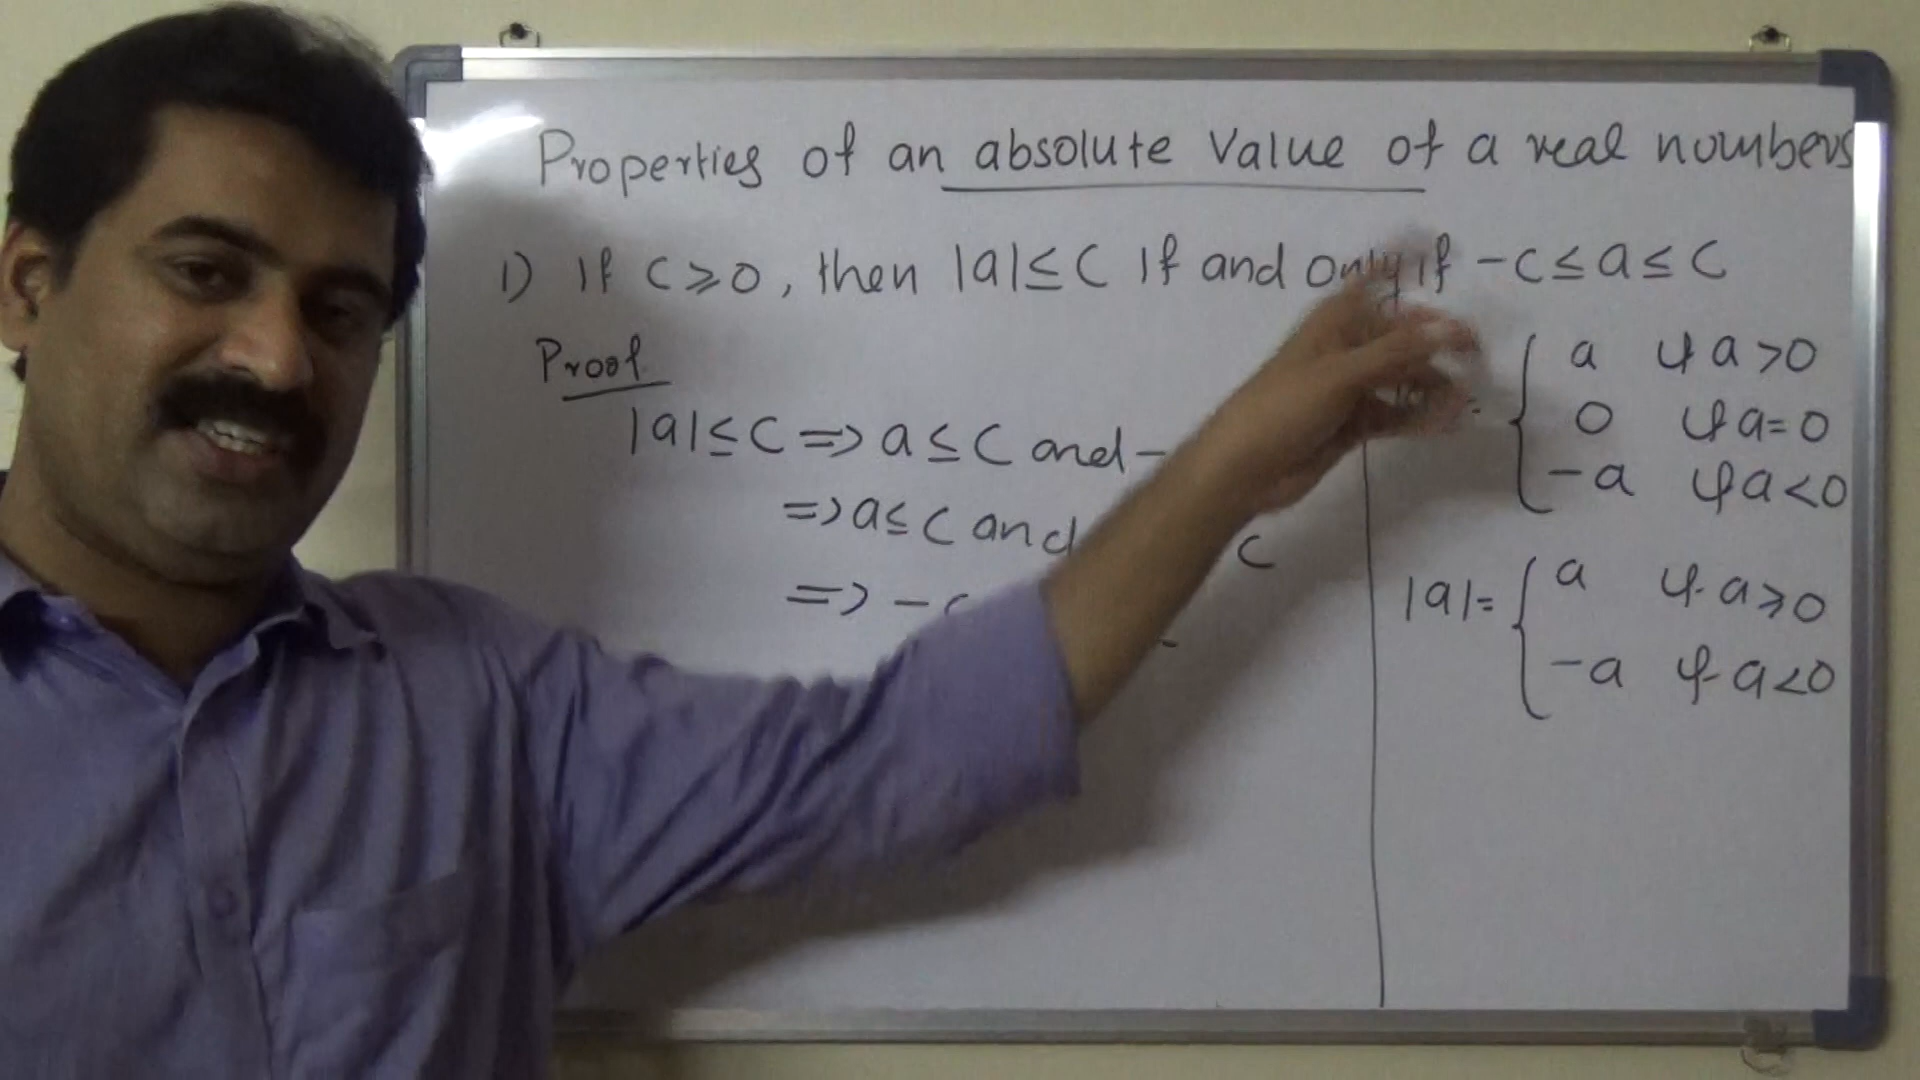 Properties of an absolute value of a real numbers
1) If C ≥ 0, then |a| ≤ C If and only if -c ≤ a ≤ C
Proof
|a| ≤ C => a ≤ C and -
=> a ≤ C and C
=> - c
= { a if a > 0
0 if a = 0
-a if a < 0
|a| = { a if a ≥ 0
-a if a < 0